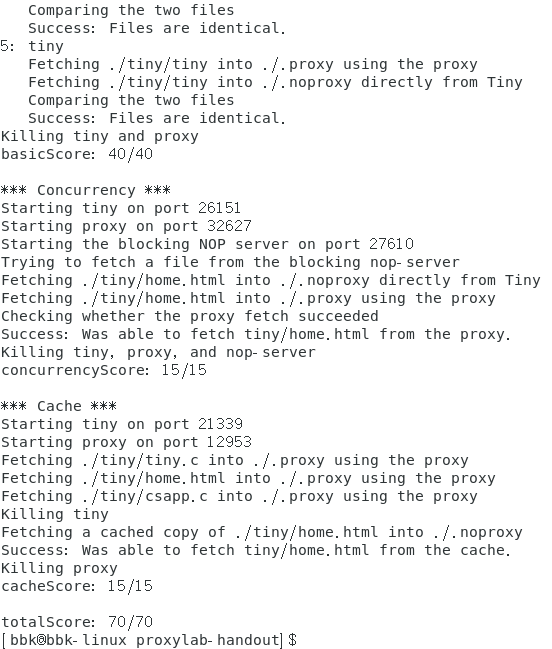 Comparing the two files
Success: Files are identical.
5: tiny
Fetching ./tiny/tiny into ./.proxy using the proxy
Fetching ./tiny/tiny into ./.noproxy directly from Tiny
Comparing the two files
Success: Files are identical.
Killing tiny and proxy
basicScore: 40/40

*** Concurrency ***
Starting tiny on port 26151
Starting proxy on port 32627
Starting the blocking NOP server on port 27610
Trying to fetch a file from the blocking nop-server
Fetching ./tiny/home.html into ./.noproxy directly from Tiny
Fetching ./tiny/home.html into ./.proxy using the proxy
Checking whether the proxy fetch succeeded
Success: Was able to fetch tiny/home.html from the proxy.
Killing tiny, proxy, and nop-server
concurrencyScore: 15/15

*** Cache ***
Starting tiny on port 21339
Starting proxy on port 12953
Fetching ./tiny/tiny.c into ./.proxy using the proxy
Fetching ./tiny/home.html into ./.proxy using the proxy
Fetching ./tiny/csapp.c into ./.proxy using the proxy
Killing tiny
Fetching a cached copy of ./tiny/home.html into ./.noproxy
Success: Was able to fetch tiny/home.html from the cache.
Killing proxy
cacheScore: 15/15

totalScore: 70/70
[bbk@bbk-linux proxylab-handout]$